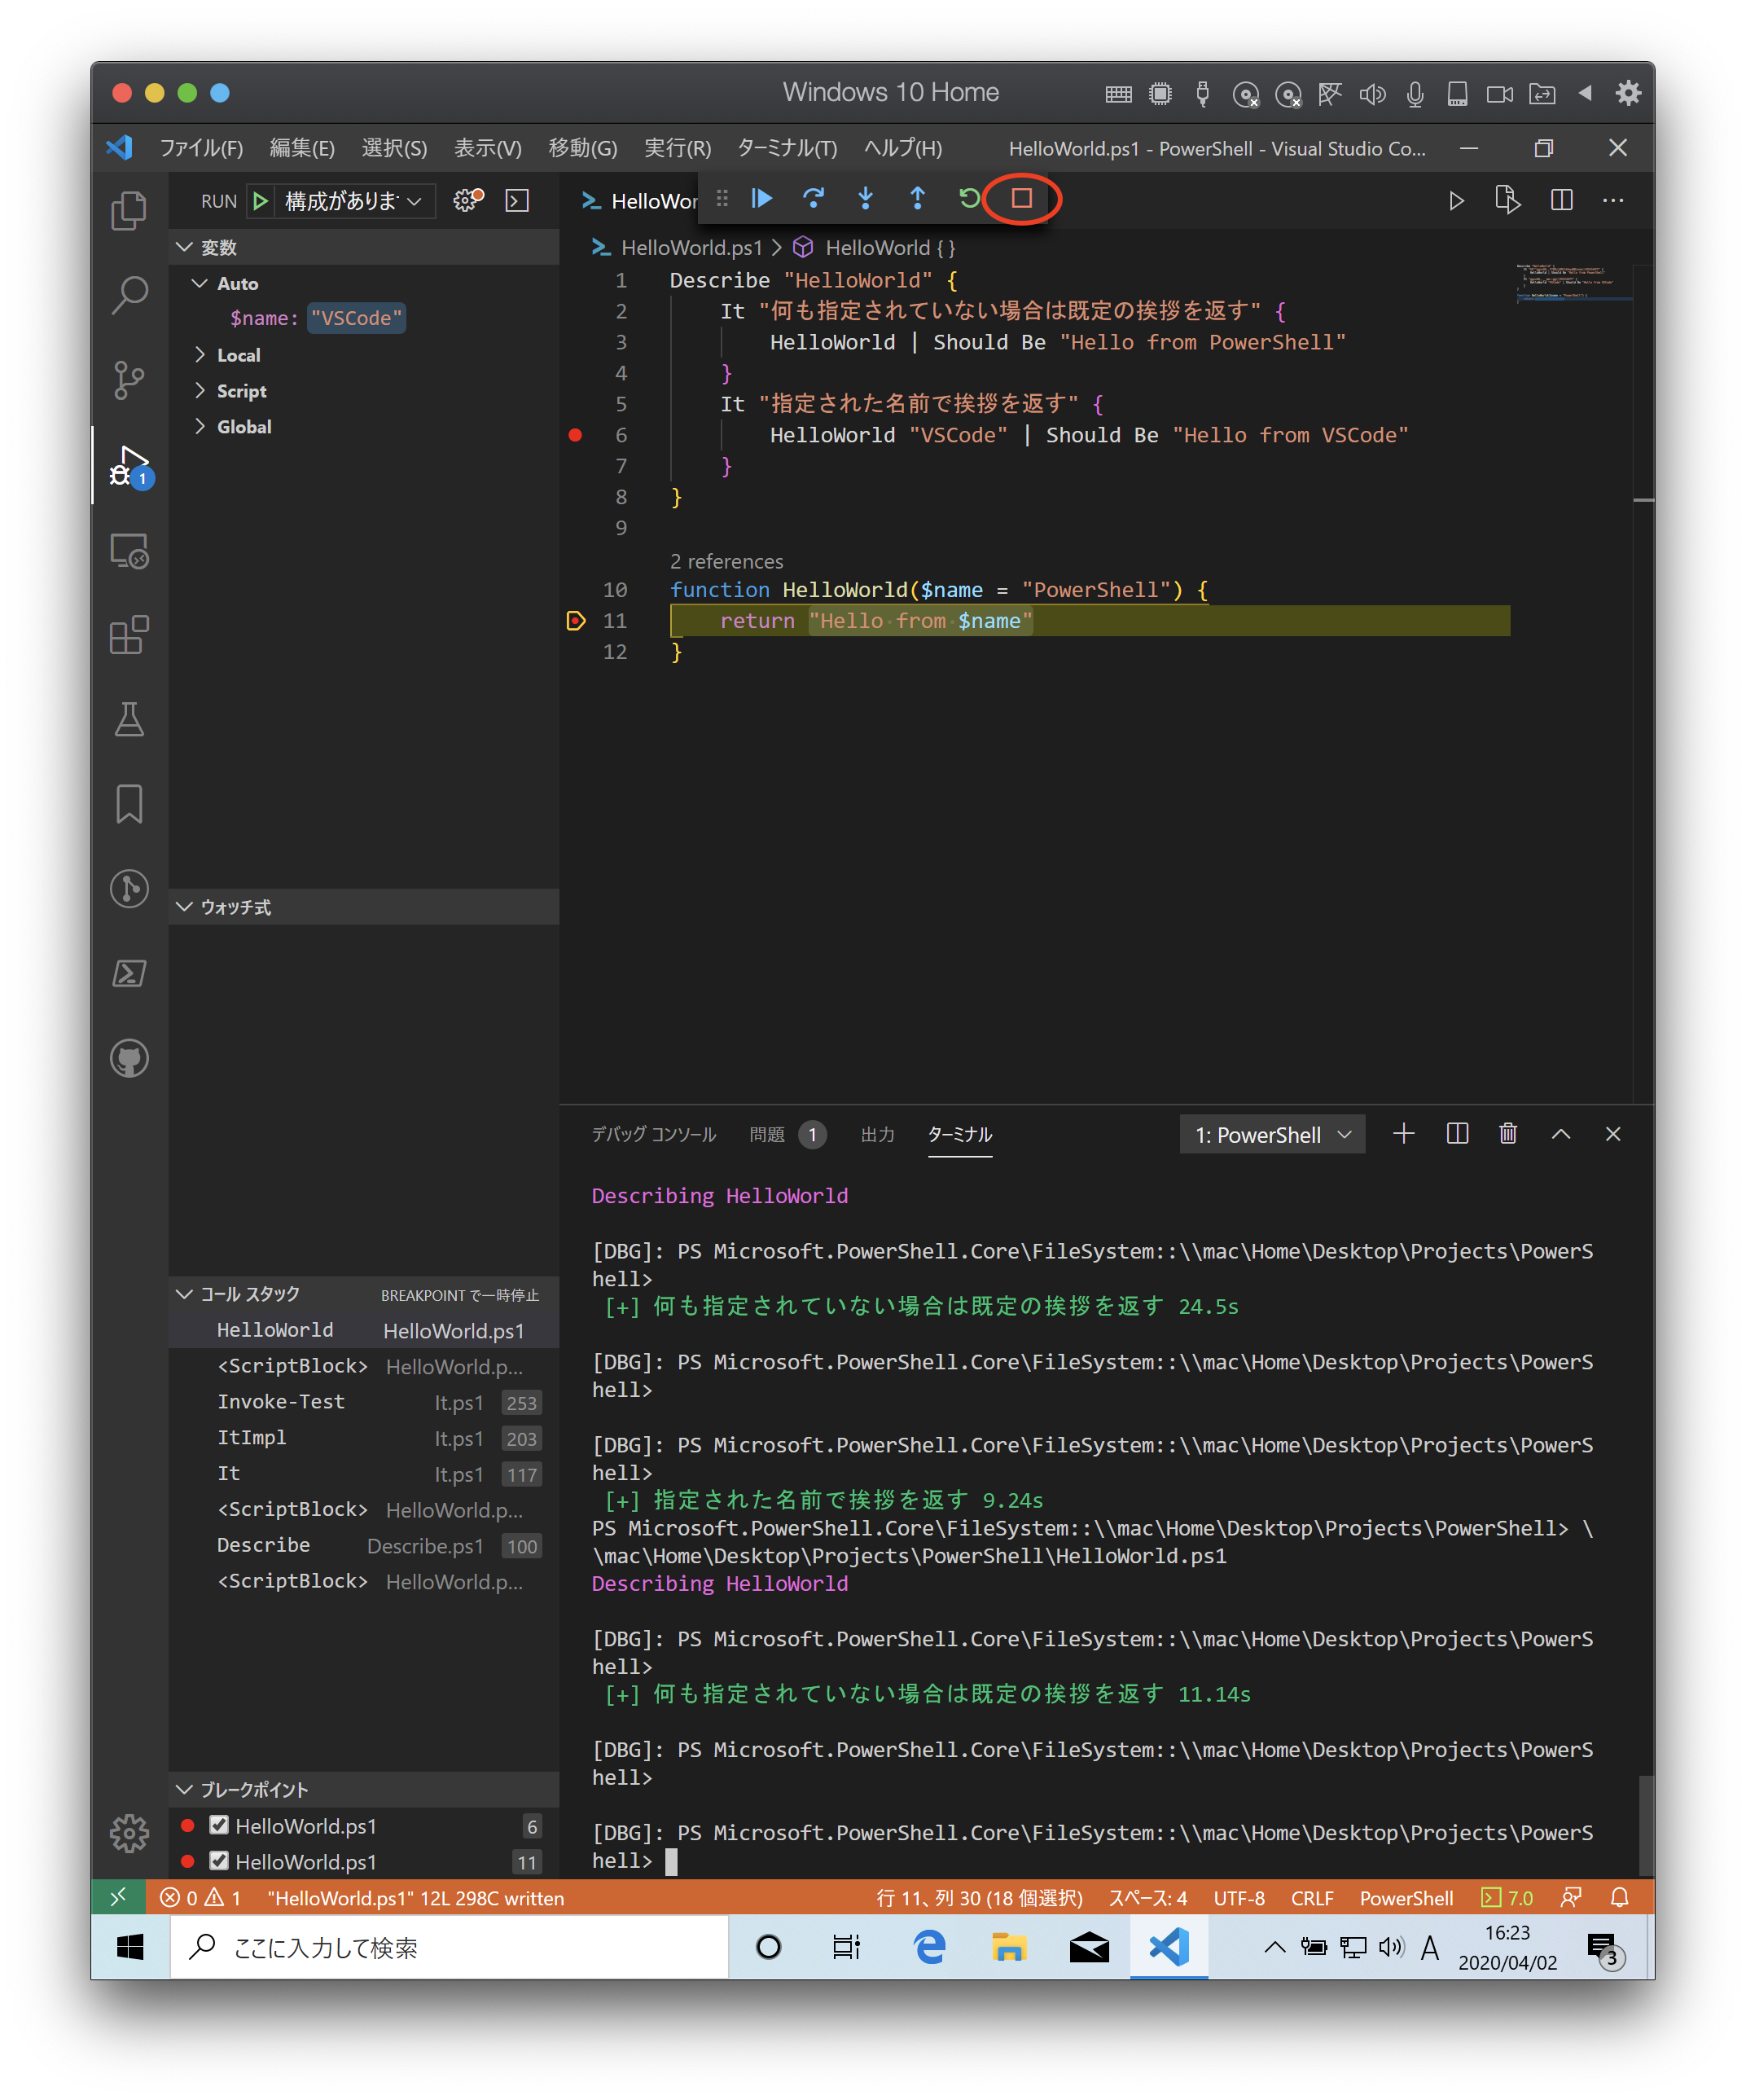 Windows 10 Home
ファイル(F) 編集(E) 選択(S) 表示(V) 移動(G) 実行(R) ターミナル(T) ヘルプ(H) HelloWorld.ps1 - PowerShell - Visual Studio Co...
RUN 構成がありま
変数
Auto
$name: "VSCode"
Local
Script
Global
ウォッチ式
コール スタック BREAKPOINT で一時停止
HelloWorld HelloWorld.ps1
<ScriptBlock> HelloWorld.p...
Invoke-Test It.ps1 253
ItImpl It.ps1 203
It It.ps1 117
<ScriptBlock> HelloWorld.p...
Describe Describe.ps1 100
<ScriptBlock> HelloWorld.p...
ブレークポイント
HelloWorld.ps1 6
HelloWorld.ps1 11
1
HelloWor
HelloWorld.ps1 > HelloWorld { }
1 Describe "HelloWorld" {
2 It "何も指定されていない場合は既定の挨拶を返す" {
3 HelloWorld | Should Be "Hello from PowerShell"
4 }
5 It "指定された名前で挨拶を返す" {
6 HelloWorld "VSCode" | Should Be "Hello from VSCode"
7 }
8 }
9
2 references
10 function HelloWorld($name = "PowerShell") {
11 return "Hello from $name"
12 }
デバッグ コンソール 問題 1 出力 ターミナル 1: PowerShell
Describing HelloWorld
[DBG]: PS Microsoft.PowerShell.Core\FileSystem::\\mac\Home\Desktop\Projects\PowerS
hell>
[+] 何も指定されていない場合は既定の挨拶を返す 24.5s
[DBG]: PS Microsoft.PowerShell.Core\FileSystem::\\mac\Home\Desktop\Projects\PowerS
hell>
[DBG]: PS Microsoft.PowerShell.Core\FileSystem::\\mac\Home\Desktop\Projects\PowerS
hell>
[+] 指定された名前で挨拶を返す 9.24s
PS Microsoft.PowerShell.Core\FileSystem::\\mac\Home\Desktop\Projects\PowerShell> \
\mac\Home\Desktop\Projects\PowerShell\HelloWorld.ps1
Describing HelloWorld
[DBG]: PS Microsoft.PowerShell.Core\FileSystem::\\mac\Home\Desktop\Projects\PowerS
hell>
[+] 何も指定されていない場合は既定の挨拶を返す 11.14s
[DBG]: PS Microsoft.PowerShell.Core\FileSystem::\\mac\Home\Desktop\Projects\PowerS
hell>
[DBG]: PS Microsoft.PowerShell.Core\FileSystem::\\mac\Home\Desktop\Projects\PowerS
hell>
0 1 "HelloWorld.ps1" 12L 298C written 行 11、列 30 (18 個選択) スペース: 4 UTF-8 CRLF PowerShell 7.0
ここに入力して検索 A 16:23
2020/04/02 3